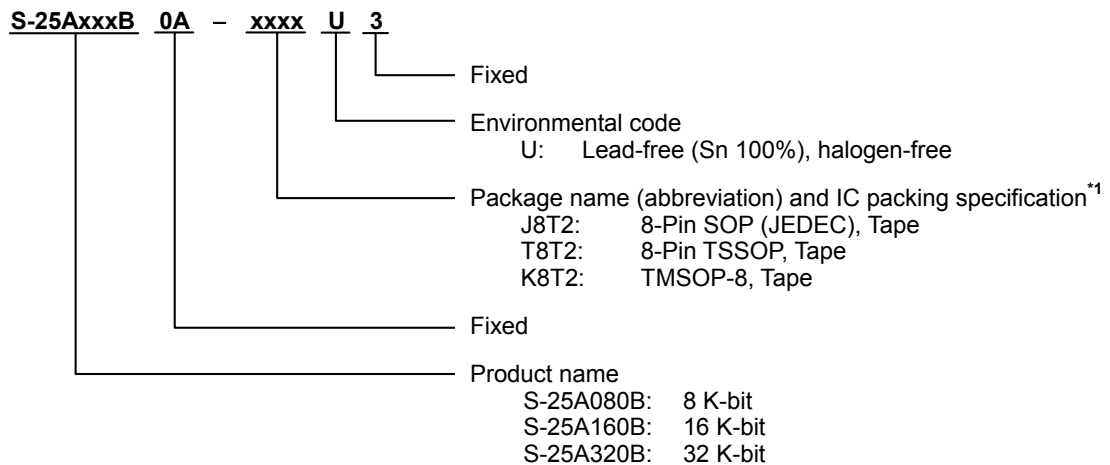 S-25AxxxB 0A – xxxx U 3
Fixed
Environmental code
U: Lead-free (Sn 100%), halogen-free
Package name (abbreviation) and IC packing specification*1
J8T2: 8-Pin SOP (JEDEC), Tape
T8T2: 8-Pin TSSOP, Tape
K8T2: TMSOP-8, Tape
Fixed
Product name
S-25A080B: 8 K-bit
S-25A160B: 16 K-bit
S-25A320B: 32 K-bit